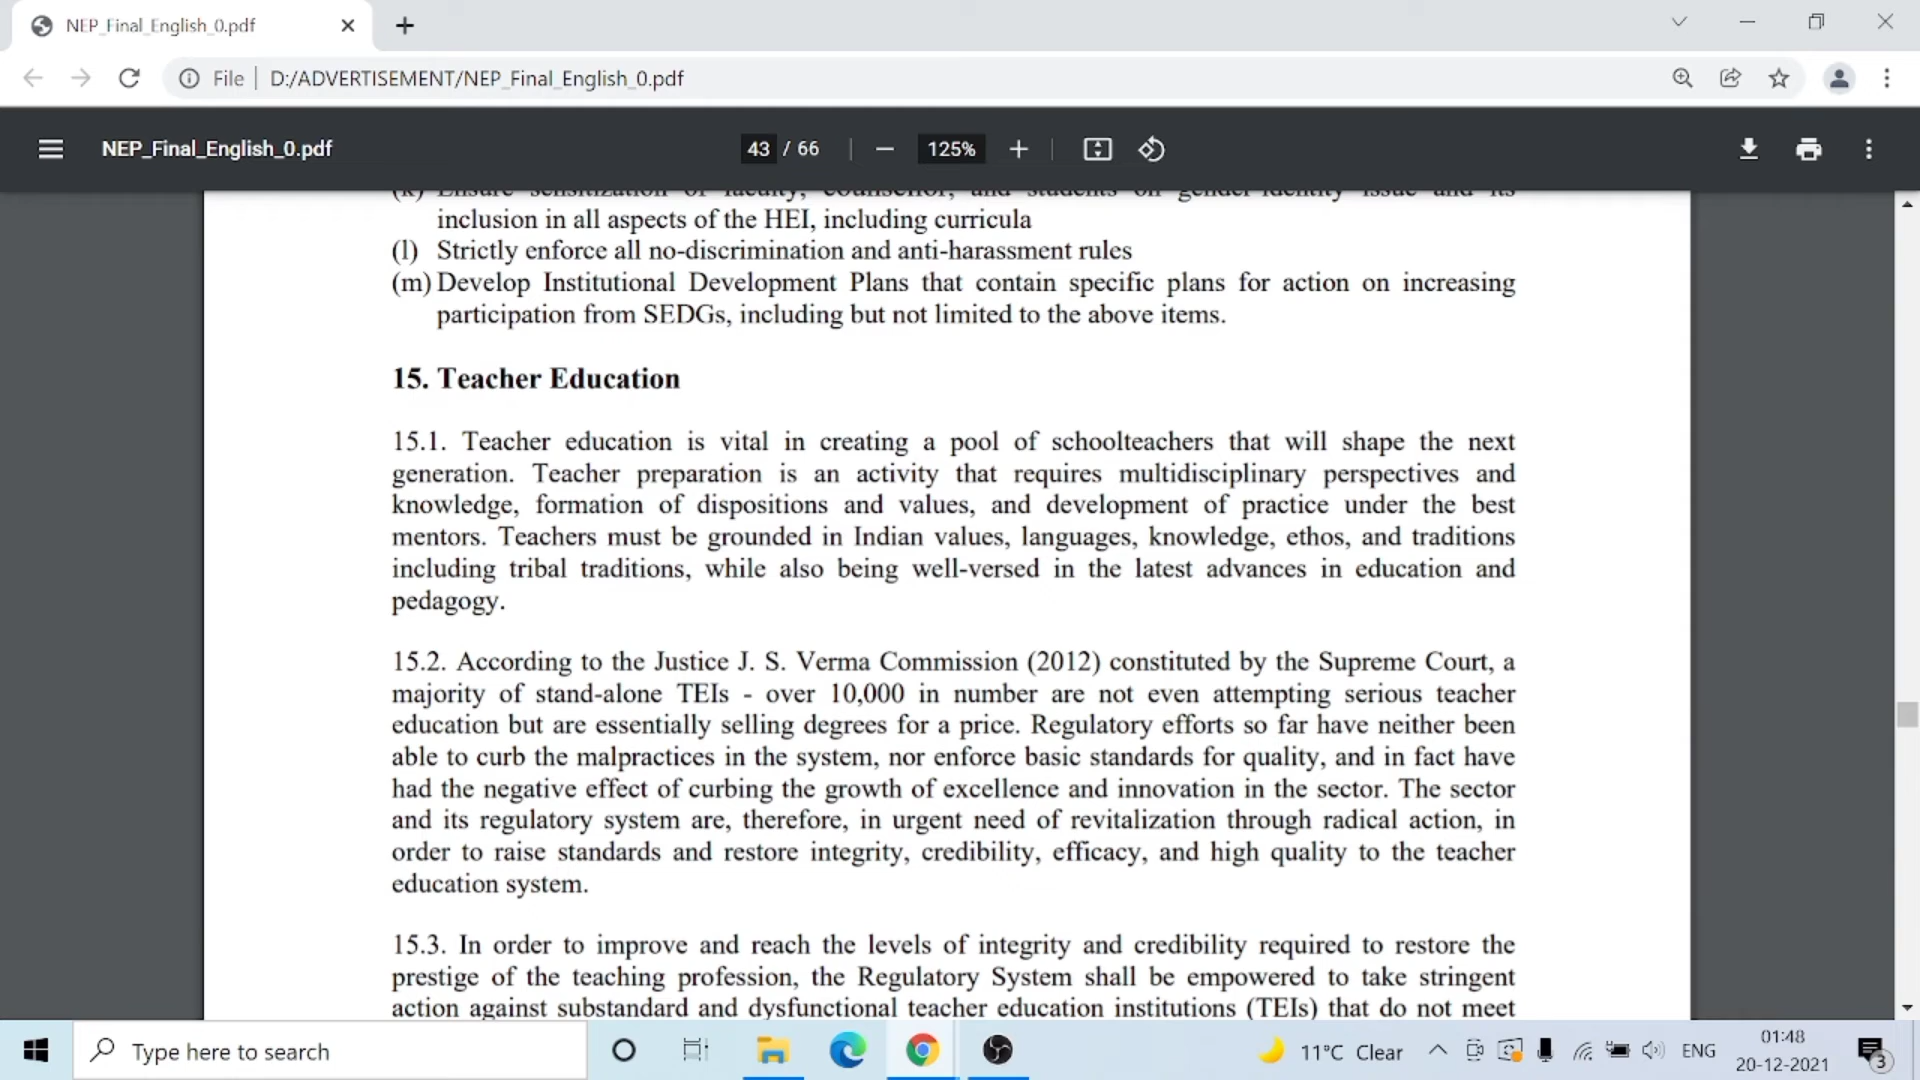 NEP_Final_English_0.pdf
File D:/ADVERTISEMENT/NEP_Final_English_0.pdf
NEP_Final_English_0.pdf 43 / 66 125%
(k) Ensure sensitization of faculty, counsellor, and students on gender-identity issue and its
inclusion in all aspects of the HEI, including curricula
(l) Strictly enforce all no-discrimination and anti-harassment rules
(m) Develop Institutional Development Plans that contain specific plans for action on increasing
participation from SEDGs, including but not limited to the above items.
15. Teacher Education
15.1. Teacher education is vital in creating a pool of schoolteachers that will shape the next
generation. Teacher preparation is an activity that requires multidisciplinary perspectives and
knowledge, formation of dispositions and values, and development of practice under the best
mentors. Teachers must be grounded in Indian values, languages, knowledge, ethos, and traditions
including tribal traditions, while also being well-versed in the latest advances in education and
pedagogy.
15.2. According to the Justice J. S. Verma Commission (2012) constituted by the Supreme Court, a
majority of stand-alone TEIs - over 10,000 in number are not even attempting serious teacher
education but are essentially selling degrees for a price. Regulatory efforts so far have neither been
able to curb the malpractices in the system, nor enforce basic standards for quality, and in fact have
had the negative effect of curbing the growth of excellence and innovation in the sector. The sector
and its regulatory system are, therefore, in urgent need of revitalization through radical action, in
order to raise standards and restore integrity, credibility, efficacy, and high quality to the teacher
education system.
15.3. In order to improve and reach the levels of integrity and credibility required to restore the
prestige of the teaching profession, the Regulatory System shall be empowered to take stringent
action against substandard and dysfunctional teacher education institutions (TEIs) that do not meet
Type here to search
11°C Clear
ENG
01:48
20-12-2021
3